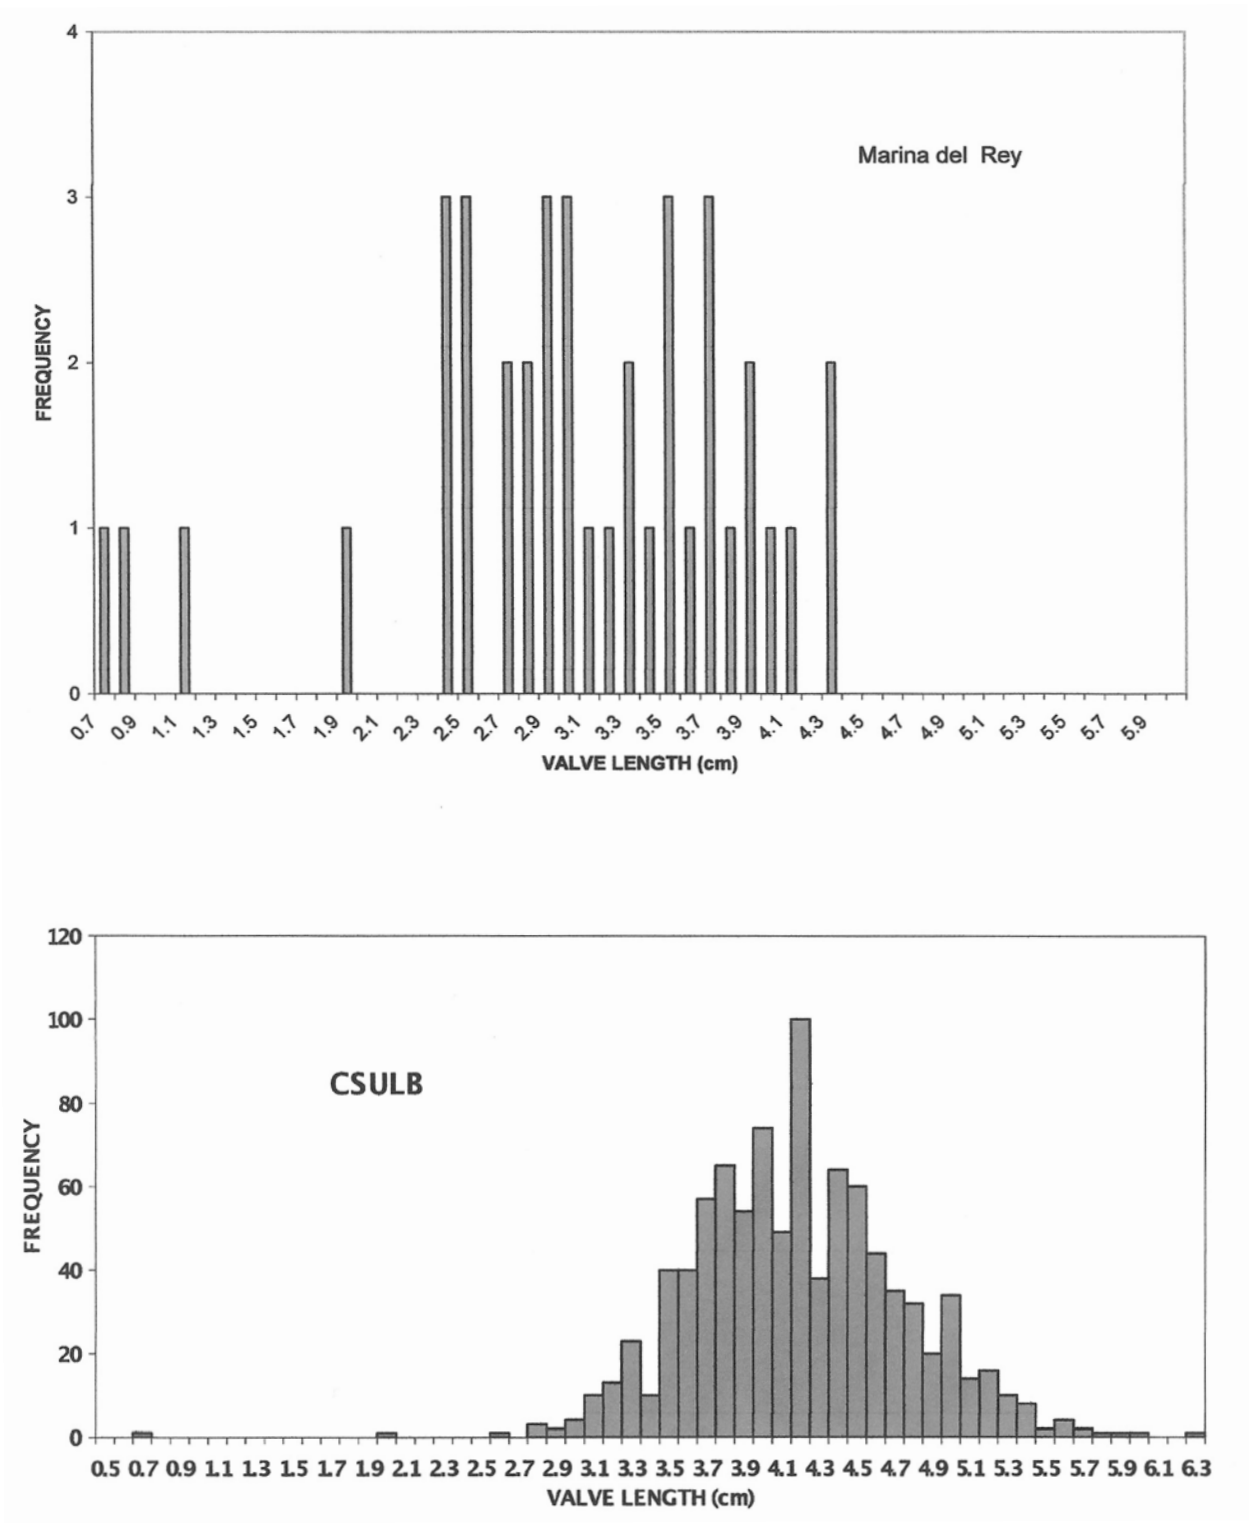 4
3
2
1
0
FREQUENCY
Marina del Rey
0.7 0.9 1.1 1.3 1.5 1.7 1.9 2.1 2.3 2.5 2.7 2.9 3.1 3.3 3.5 3.7 3.9 4.1 4.3 4.5 4.7 4.9 5.1 5.3 5.5 5.7 5.9
VALVE LENGTH (cm)
120
100
80
60
40
20
0
FREQUENCY
CSULB
0.5 0.7 0.9 1.1 1.3 1.5 1.7 1.9 2.1 2.3 2.5 2.7 2.9 3.1 3.3 3.5 3.7 3.9 4.1 4.3 4.5 4.7 4.9 5.1 5.3 5.5 5.7 5.9 6.1 6.3
VALVE LENGTH (cm)